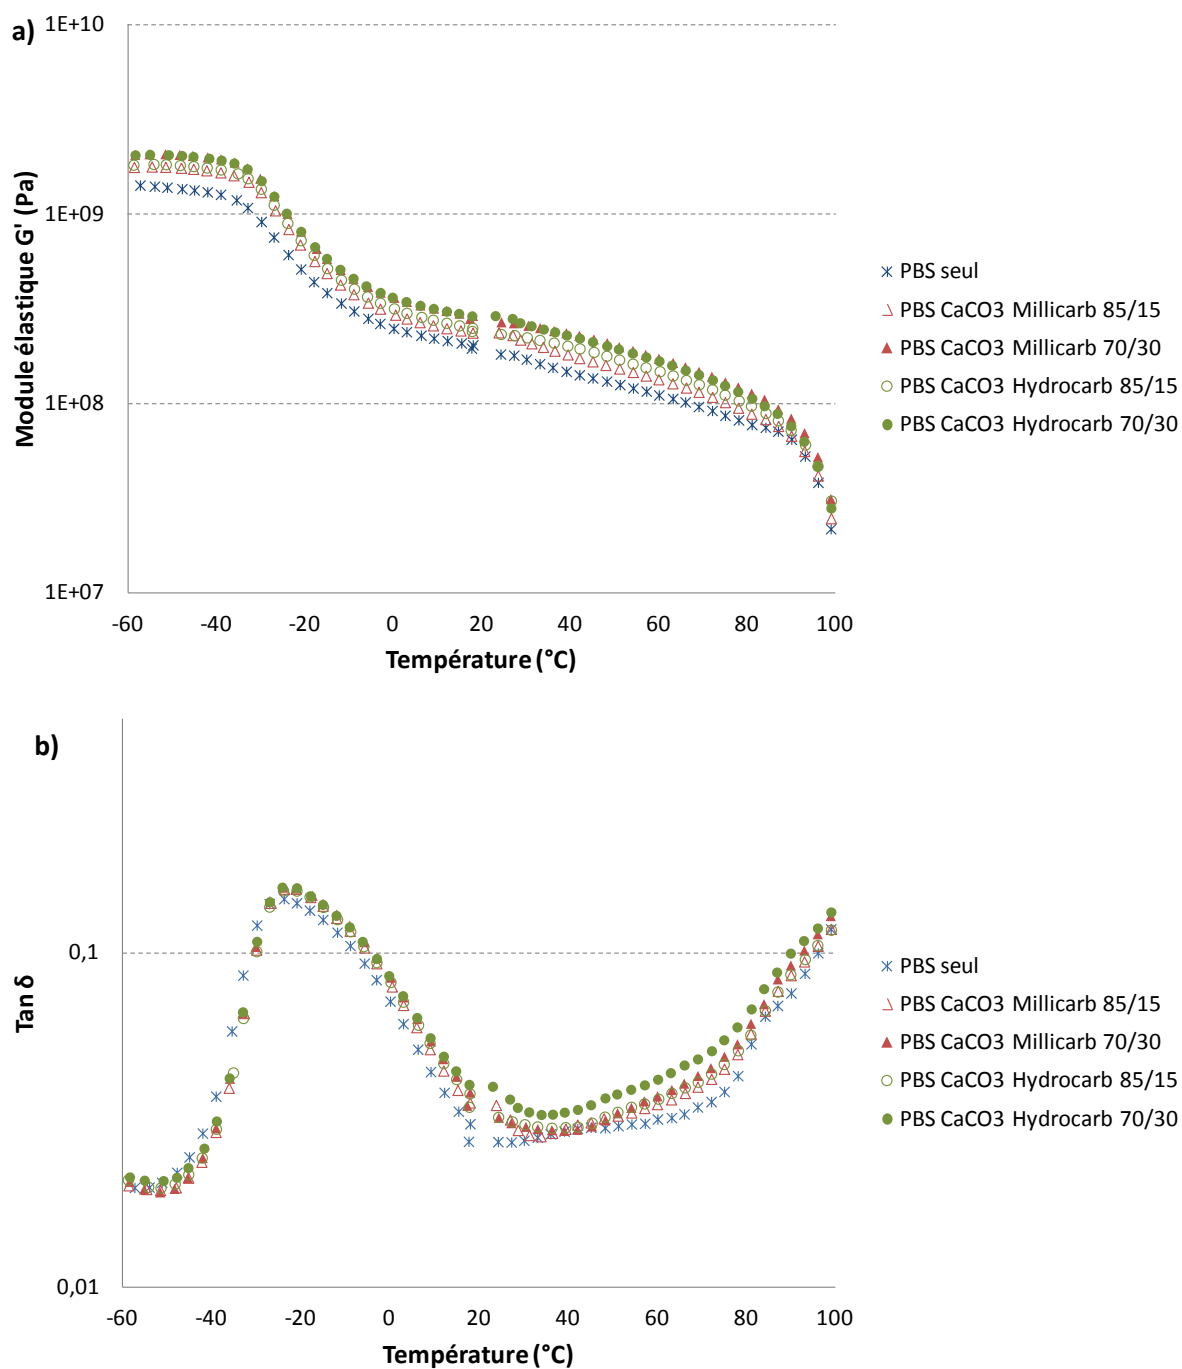 a)
1E+10
1E+09
1E+08
1E+07
Module élastique G' (Pa)
-60 -40 -20 0 20 40 60 80 100
Température (°C)
PBS seul
PBS CaCO3 Millicarb 85/15
PBS CaCO3 Millicarb 70/30
PBS CaCO3 Hydrocarb 85/15
PBS CaCO3 Hydrocarb 70/30
b)
0,1
0,01
Tan δ
-60 -40 -20 0 20 40 60 80 100
Température (°C)
PBS seul
PBS CaCO3 Millicarb 85/15
PBS CaCO3 Millicarb 70/30
PBS CaCO3 Hydrocarb 85/15
PBS CaCO3 Hydrocarb 70/30